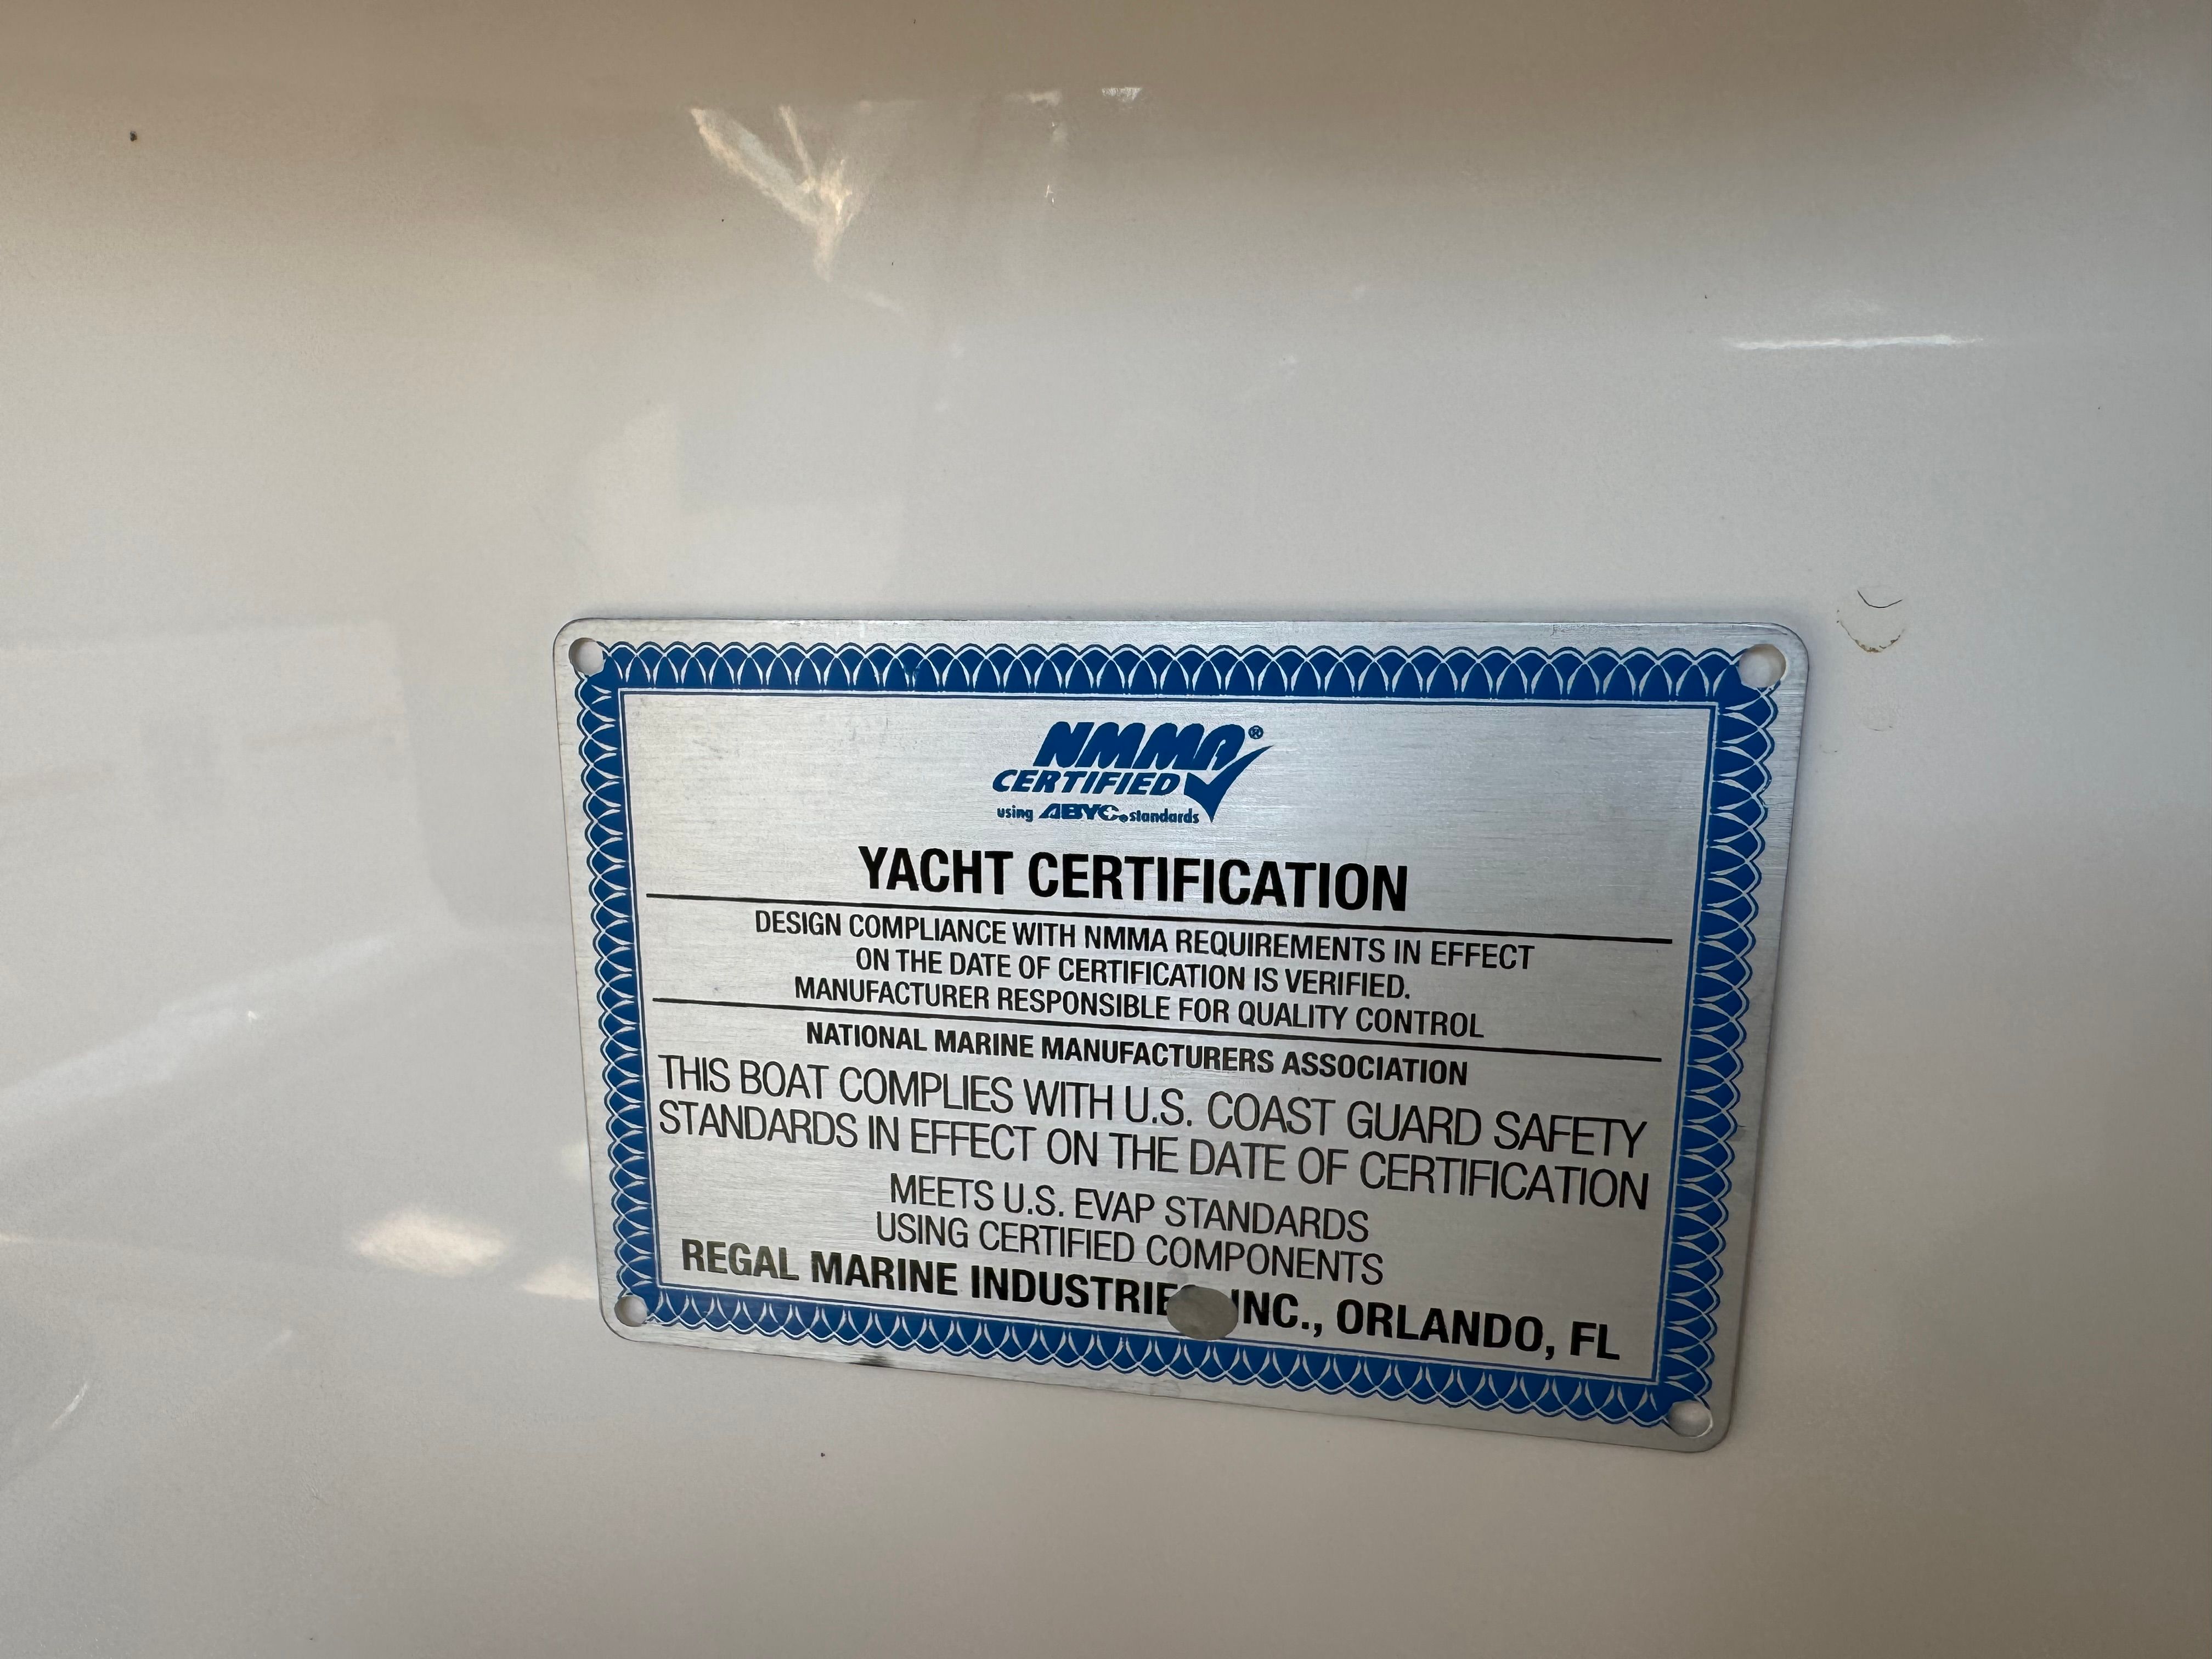 NMMA®
CERTIFIED
using ABYC standards
YACHT CERTIFICATION
DESIGN COMPLIANCE WITH NMMA REQUIREMENTS IN EFFECT
ON THE DATE OF CERTIFICATION IS VERIFIED.
MANUFACTURER RESPONSIBLE FOR QUALITY CONTROL
NATIONAL MARINE MANUFACTURERS ASSOCIATION
THIS BOAT COMPLIES WITH U.S. COAST GUARD SAFETY
STANDARDS IN EFFECT ON THE DATE OF CERTIFICATION
MEETS U.S. EVAP STANDARDS
USING CERTIFIED COMPONENTS
REGAL MARINE INDUSTRIES INC., ORLANDO, FL